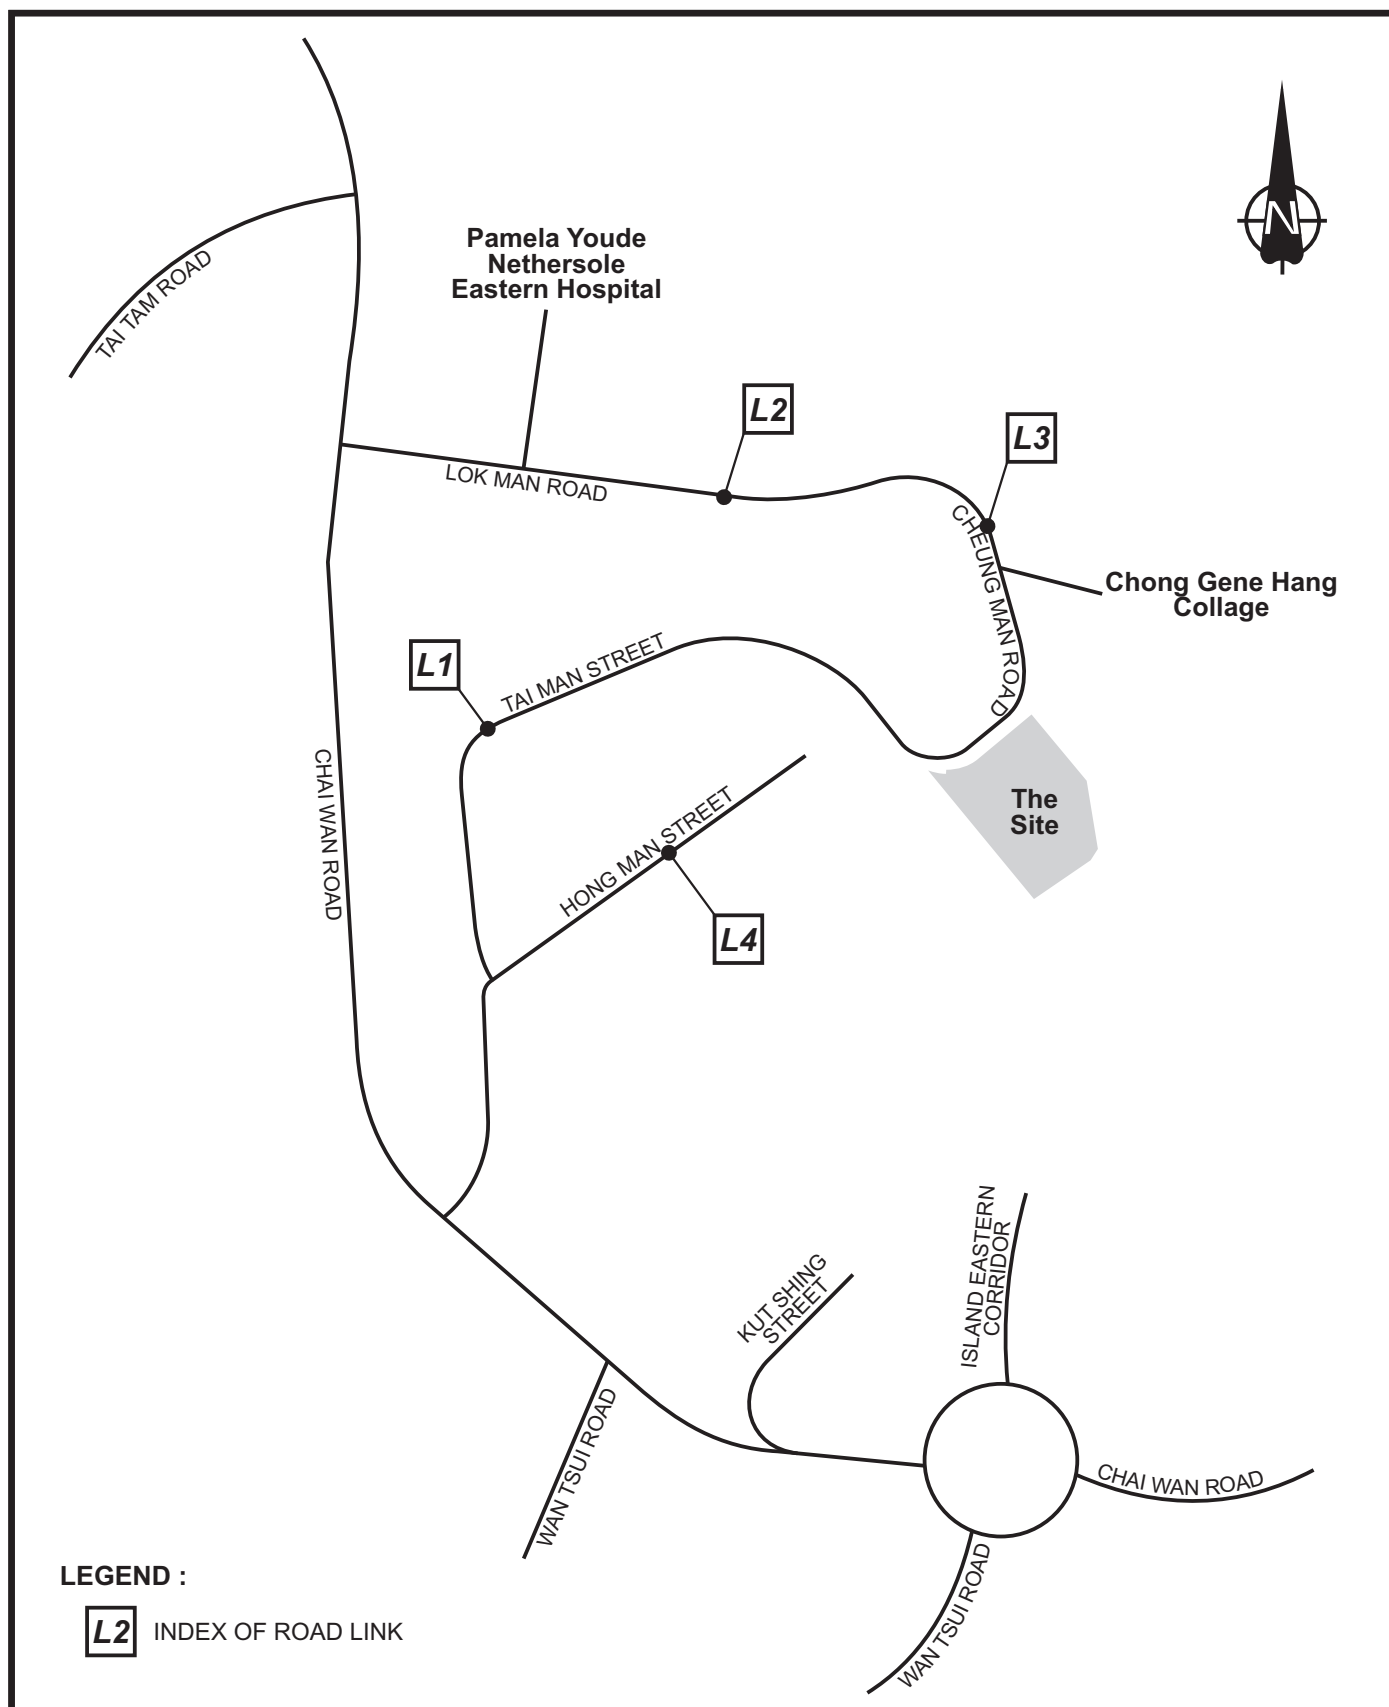 N
TAI TAM ROAD
Pamela Youde
Nethersole
Eastern Hospital
L2
L3
LOK MAN ROAD
CHEUNG MAN ROAD
Chong Gene Hang
Collage
L1
TAI MAN STREET
CHAI WAN ROAD
HONG MAN STREET
The
Site
L4
KUT SHING
STREET
ISLAND EASTERN
CORRIDOR
WAN TSUI ROAD
CHAI WAN ROAD
WAN TSUI ROAD
LEGEND :
L2 INDEX OF ROAD LINK